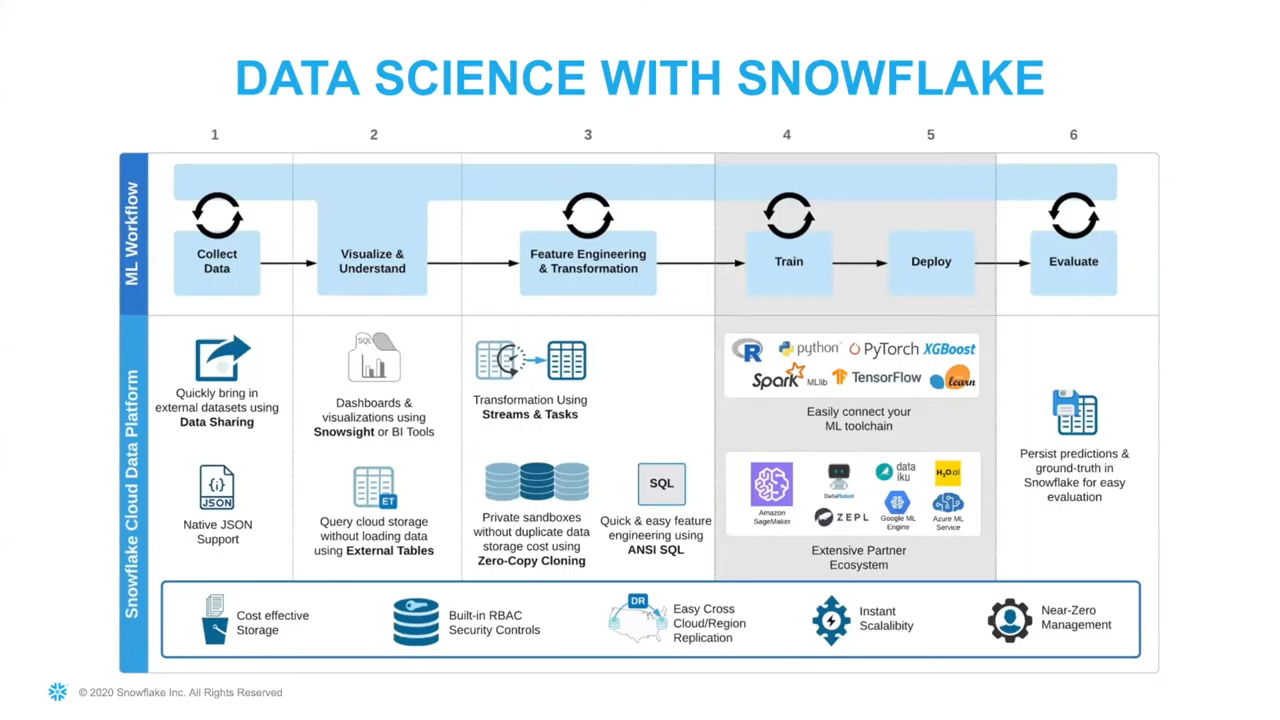 DATA SCIENCE WITH SNOWFLAKE
1
2
3
4
5
6
ML Workflow
Collect
Data
Visualize &
Understand
Feature Engineering
& Transformation
Train
Deploy
Evaluate
Snowflake Cloud Data Platform
Quickly bring in
external datasets using
Data Sharing
{;}
JSON
Native JSON
Support
SQL
Dashboards &
visualizations using
Snowsight or BI Tools
ET
Query cloud storage
without loading data
using External Tables
Transformation Using
Streams & Tasks
Private sandboxes
without duplicate data
storage cost using
Zero-Copy Cloning
SQL
Quick & easy feature
engineering using
ANSI SQL
R
python
PyTorch
XGBoost
Spark
MLlib
TensorFlow
learn
Easily connect your
ML toolchain
Amazon
SageMaker
DataRobot
data
iku
H2O.ai
ZEPL
Google ML
Engine
Azure ML
Service
Extensive Partner
Ecosystem
Persist predictions &
ground-truth in
Snowflake for easy
evaluation
Cost effective
Storage
Built-in RBAC
Security Controls
DR
Easy Cross
Cloud/Region
Replication
Instant
Scalalibity
Near-Zero
Management
© 2020 Snowflake Inc. All Rights Reserved